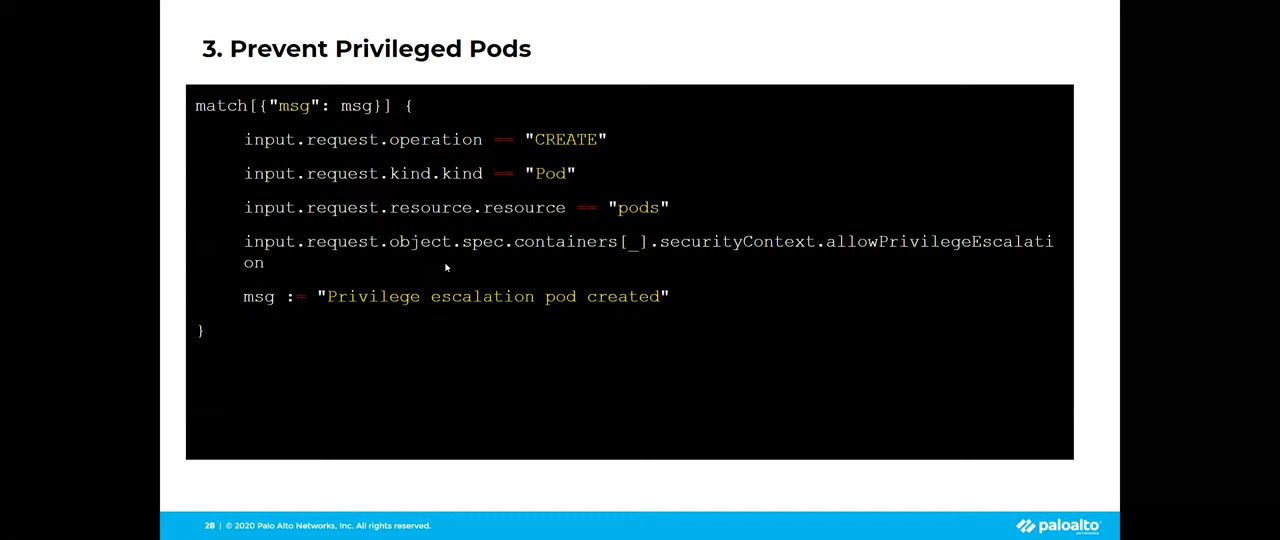 3. Prevent Privileged Pods
match[{"msg": msg}] {
input.request.operation == "CREATE"
input.request.kind.kind == "Pod"
input.request.resource.resource == "pods"
input.request.object.spec.containers[_].securityContext.allowPrivilegeEscalati
on
msg := "Privilege escalation pod created"
}
28 | © 2020 Palo Alto Networks, Inc. All rights reserved.
paloalto
NETWORKS